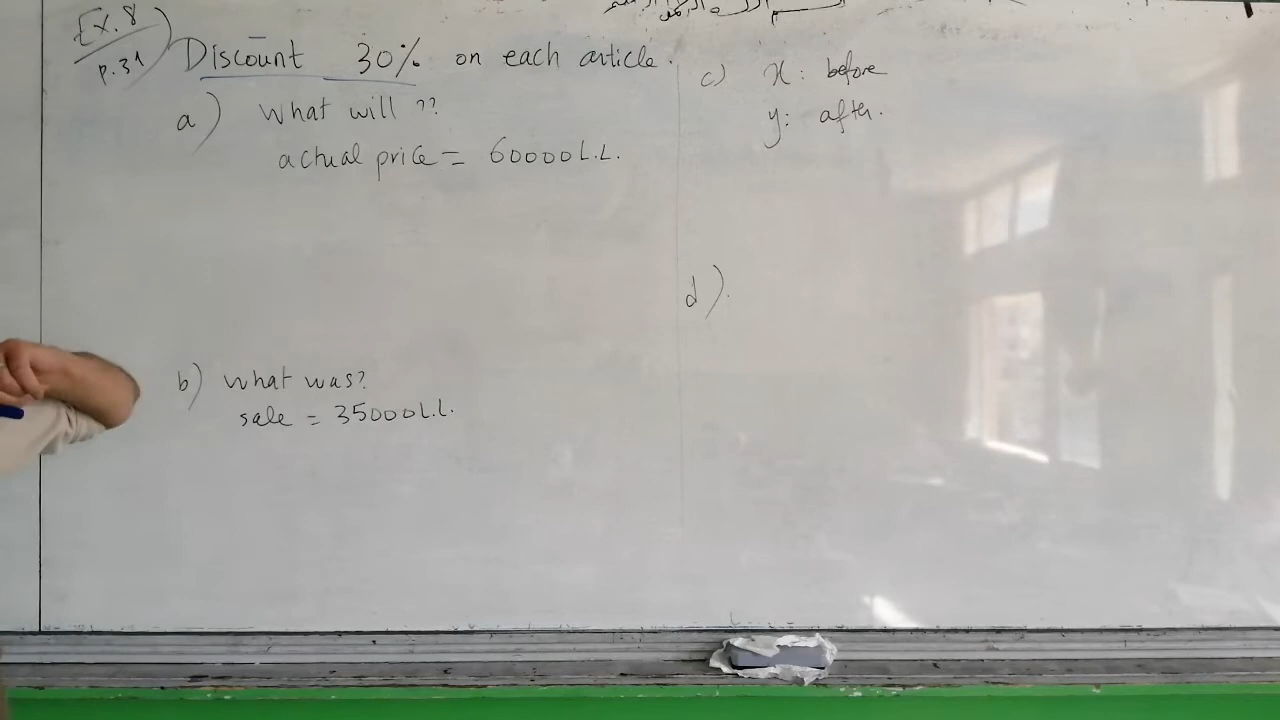 Ex. 8
p. 31
Discount 30% on each article.
a) What will ??
actual price = 60000 L.L.
b) What was?
sale = 35000 L.L.
c) x: before
y: after.
d).